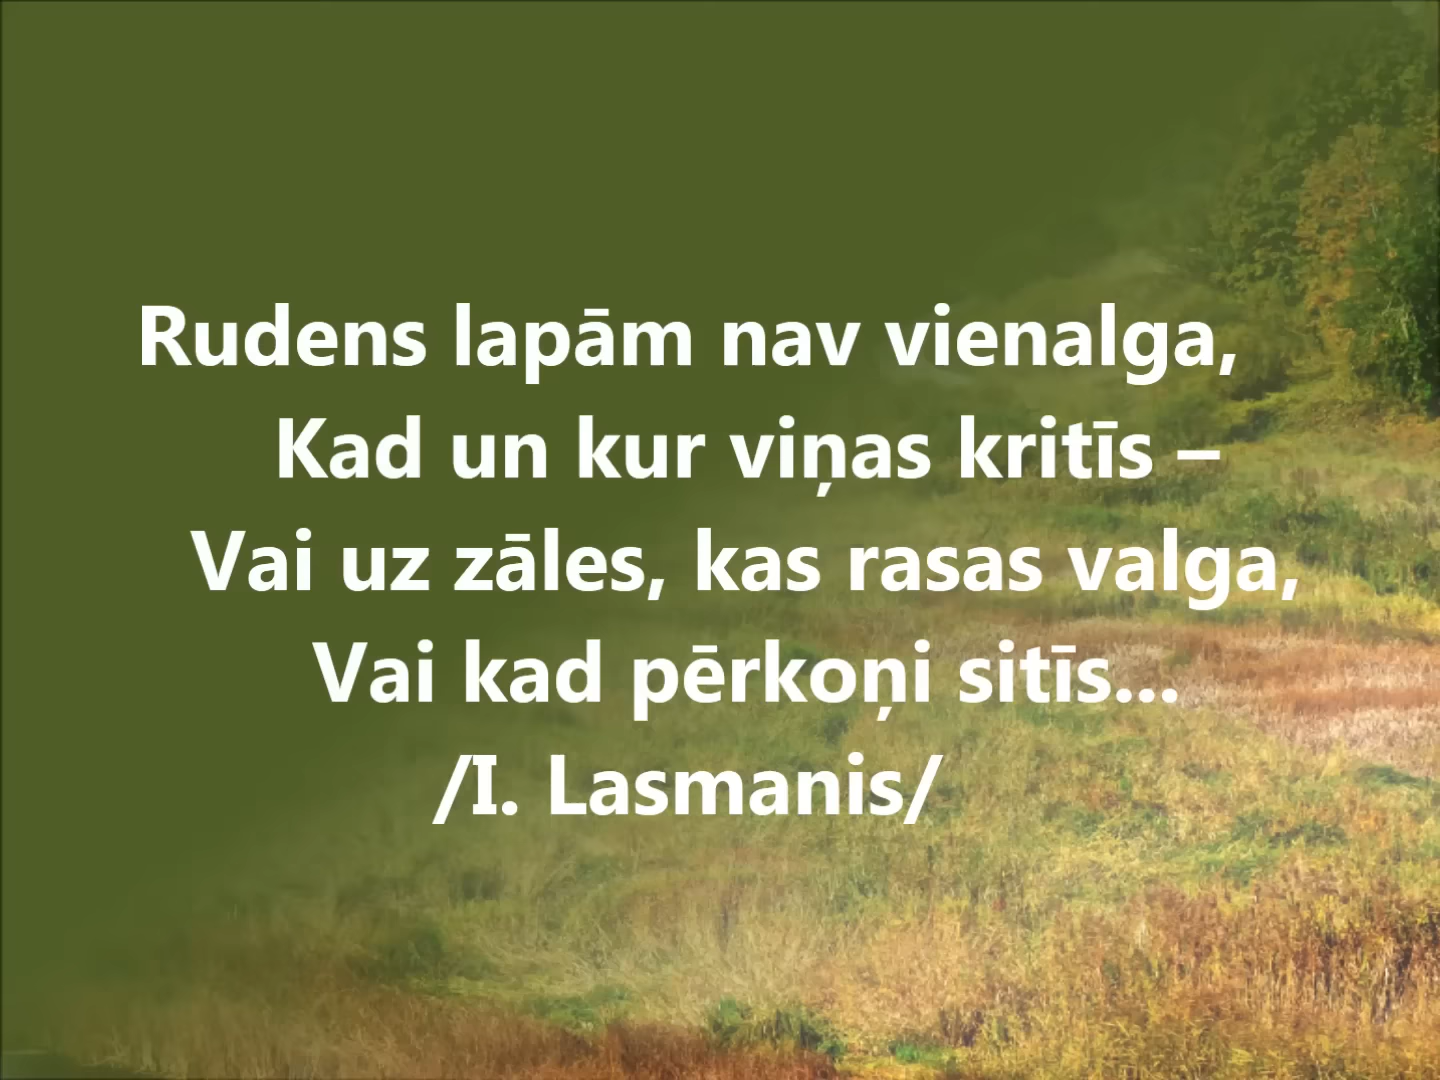 Rudens lapām nav vienalga,
Kad un kur viņas kritīs –
Vai uz zāles, kas rasas valga,
Vai kad pērkoņi sitīs...
/I. Lasmanis/